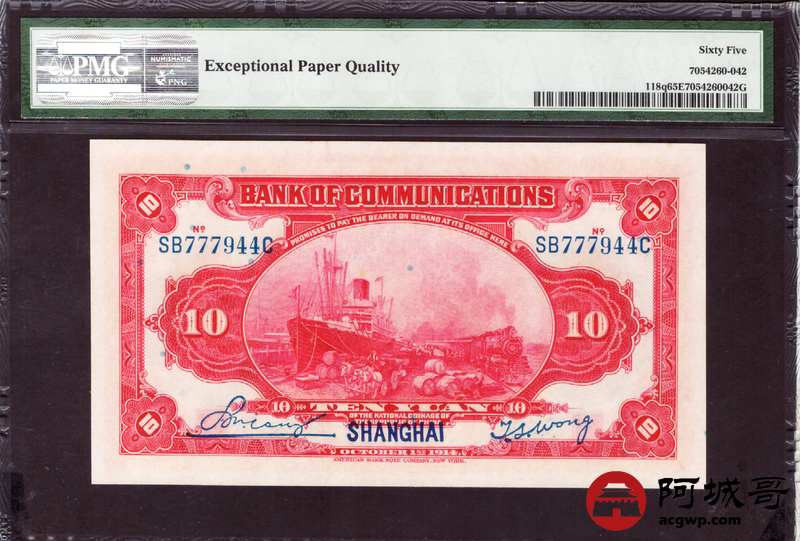 PMG
PAPER MONEY GUARANTY
NUMISMATIC
PNG
Exceptional Paper Quality
Sixty Five
7054260-042
118q65E7054260042G
BANK OF COMMUNICATIONS
PROMISES TO PAY THE BEARER ON DEMAND AT ITS OFFICE HERE
10
10
Nº
Nº
SB777944C
SB777944C
10
10
10 TEN YUAN 10
OF THE NATIONAL COINAGE OF
10
10
SHANGHAI
T.S.Wong
OCTOBER 1st 1914.
AMERICAN BANK NOTE COMPANY, NEW YORK.
阿城哥
acgwp.com